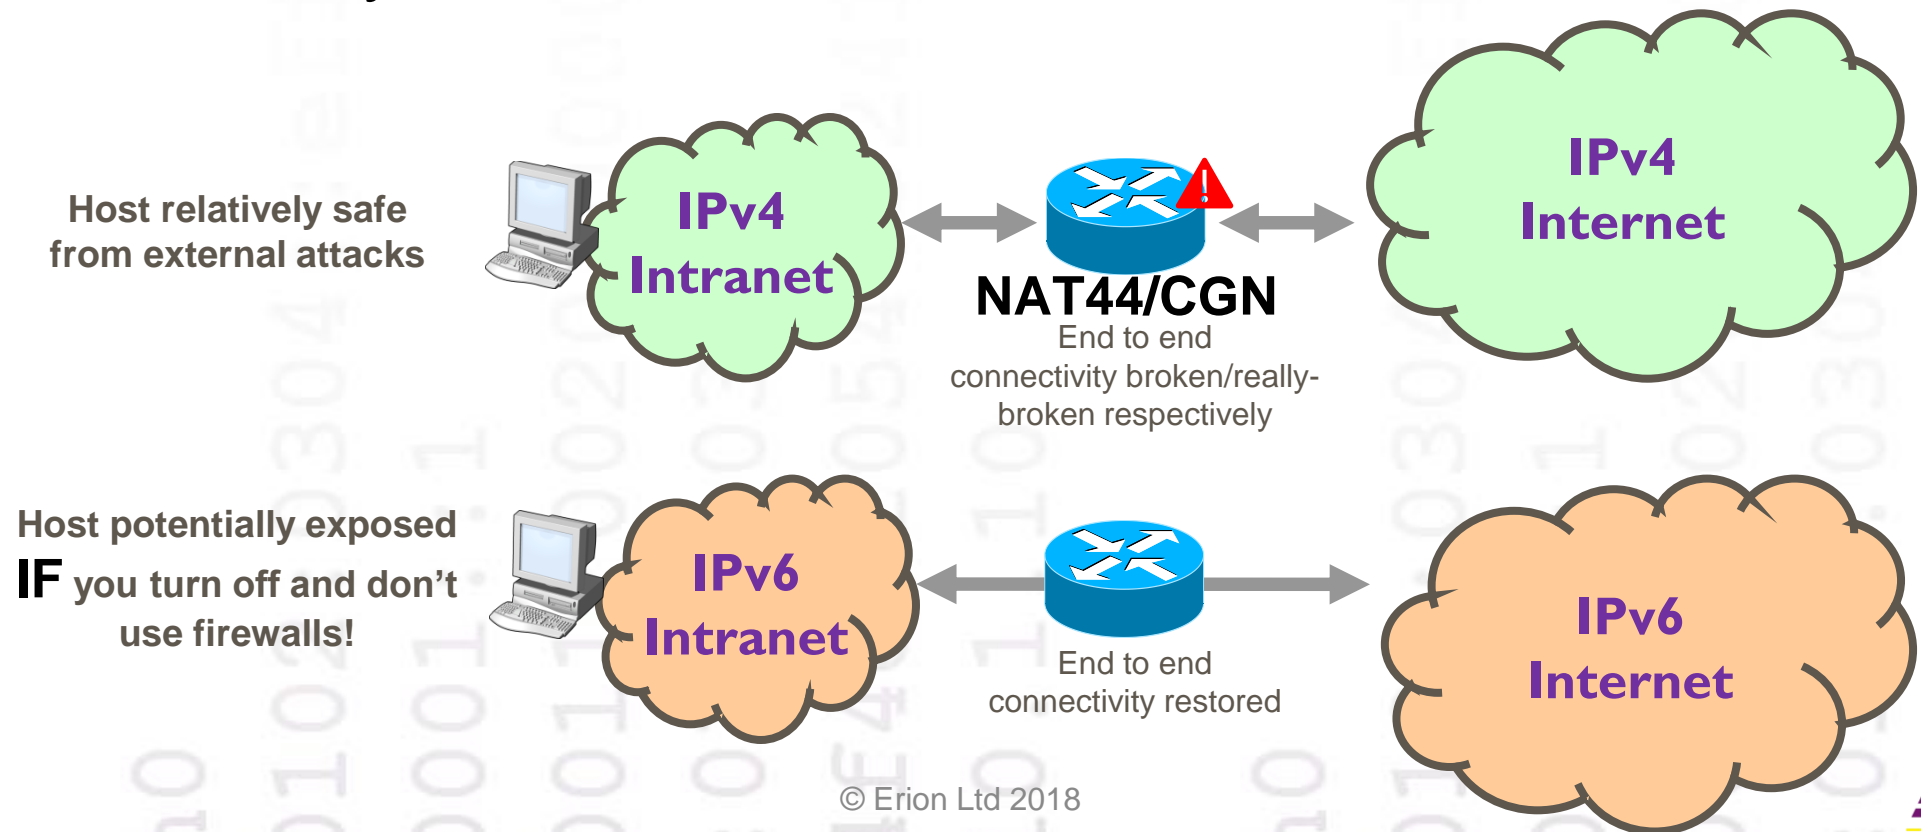 Host relatively safe
from external attacks
IPv4
Intranet
NAT44/CGN
End to end
connectivity broken/really-
broken respectively
IPv4
Internet
Host potentially exposed
IF you turn off and don't
use firewalls!
IPv6
Intranet
End to end
connectivity restored
IPv6
Internet
© Erion Ltd 2018